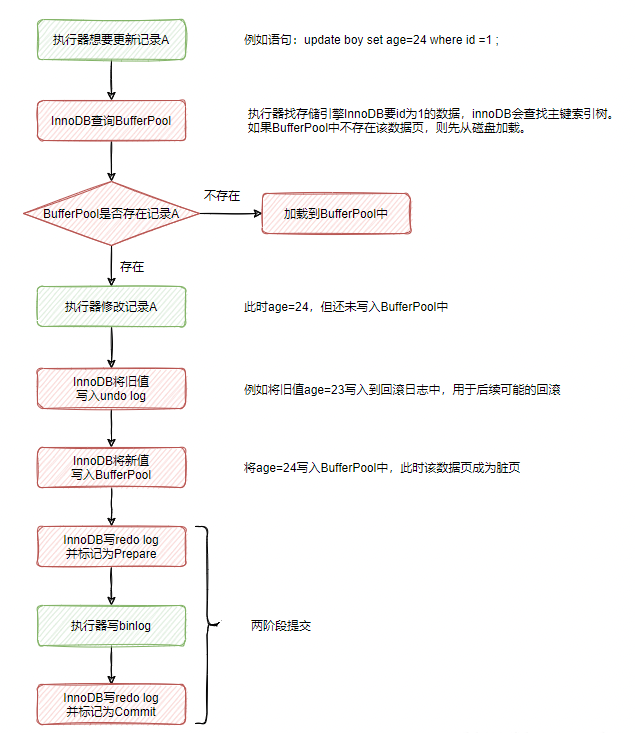 执行器想要更新记录A
例如语句：update boy set age=24 where id =1 ;
InnoDB查询BufferPool
执行器找存储引擎InnoDB要id为1的数据，innoDB会查找主键索引树。
如果BufferPool中不存在该数据页，则先从磁盘加载。
BufferPool是否存在记录A
不存在
加载到BufferPool中
存在
执行器修改记录A
此时age=24，但还未写入BufferPool中
InnoDB将旧值
写入undo log
例如将旧值age=23写入到回滚日志中，用于后续可能的回滚
InnoDB将新值
写入BufferPool
将age=24写入BufferPool中，此时该数据页成为脏页
InnoDB写redo log
并标记为Prepare
执行器写binlog
两阶段提交
InnoDB写redo log
并标记为Commit